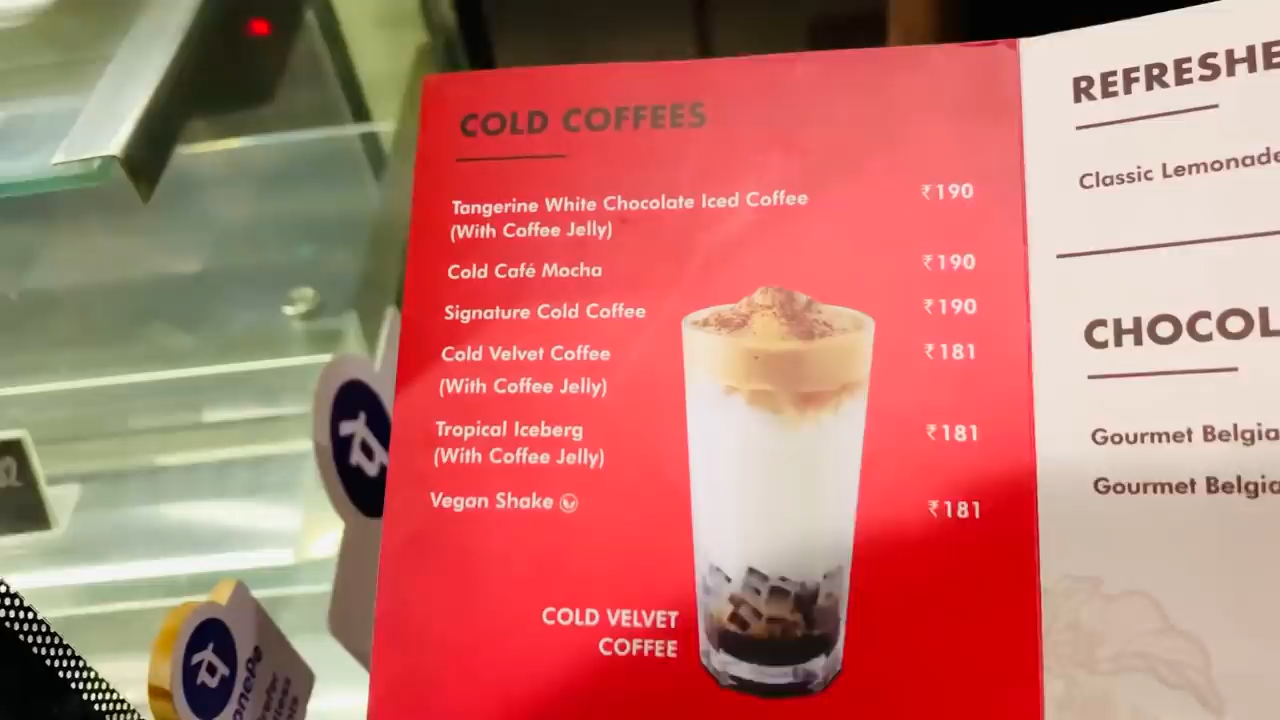 COLD COFFEES
Tangerine White Chocolate Iced Coffee ₹190
(With Coffee Jelly)
Cold Café Mocha ₹190
Signature Cold Coffee ₹190
Cold Velvet Coffee ₹181
(With Coffee Jelly)
Tropical Iceberg ₹181
(With Coffee Jelly)
Vegan Shake ₹181
COLD VELVET
COFFEE
REFRESHE
Classic Lemonade
CHOCOL
Gourmet Belgia
Gourmet Belgia
पे
पे
onePe